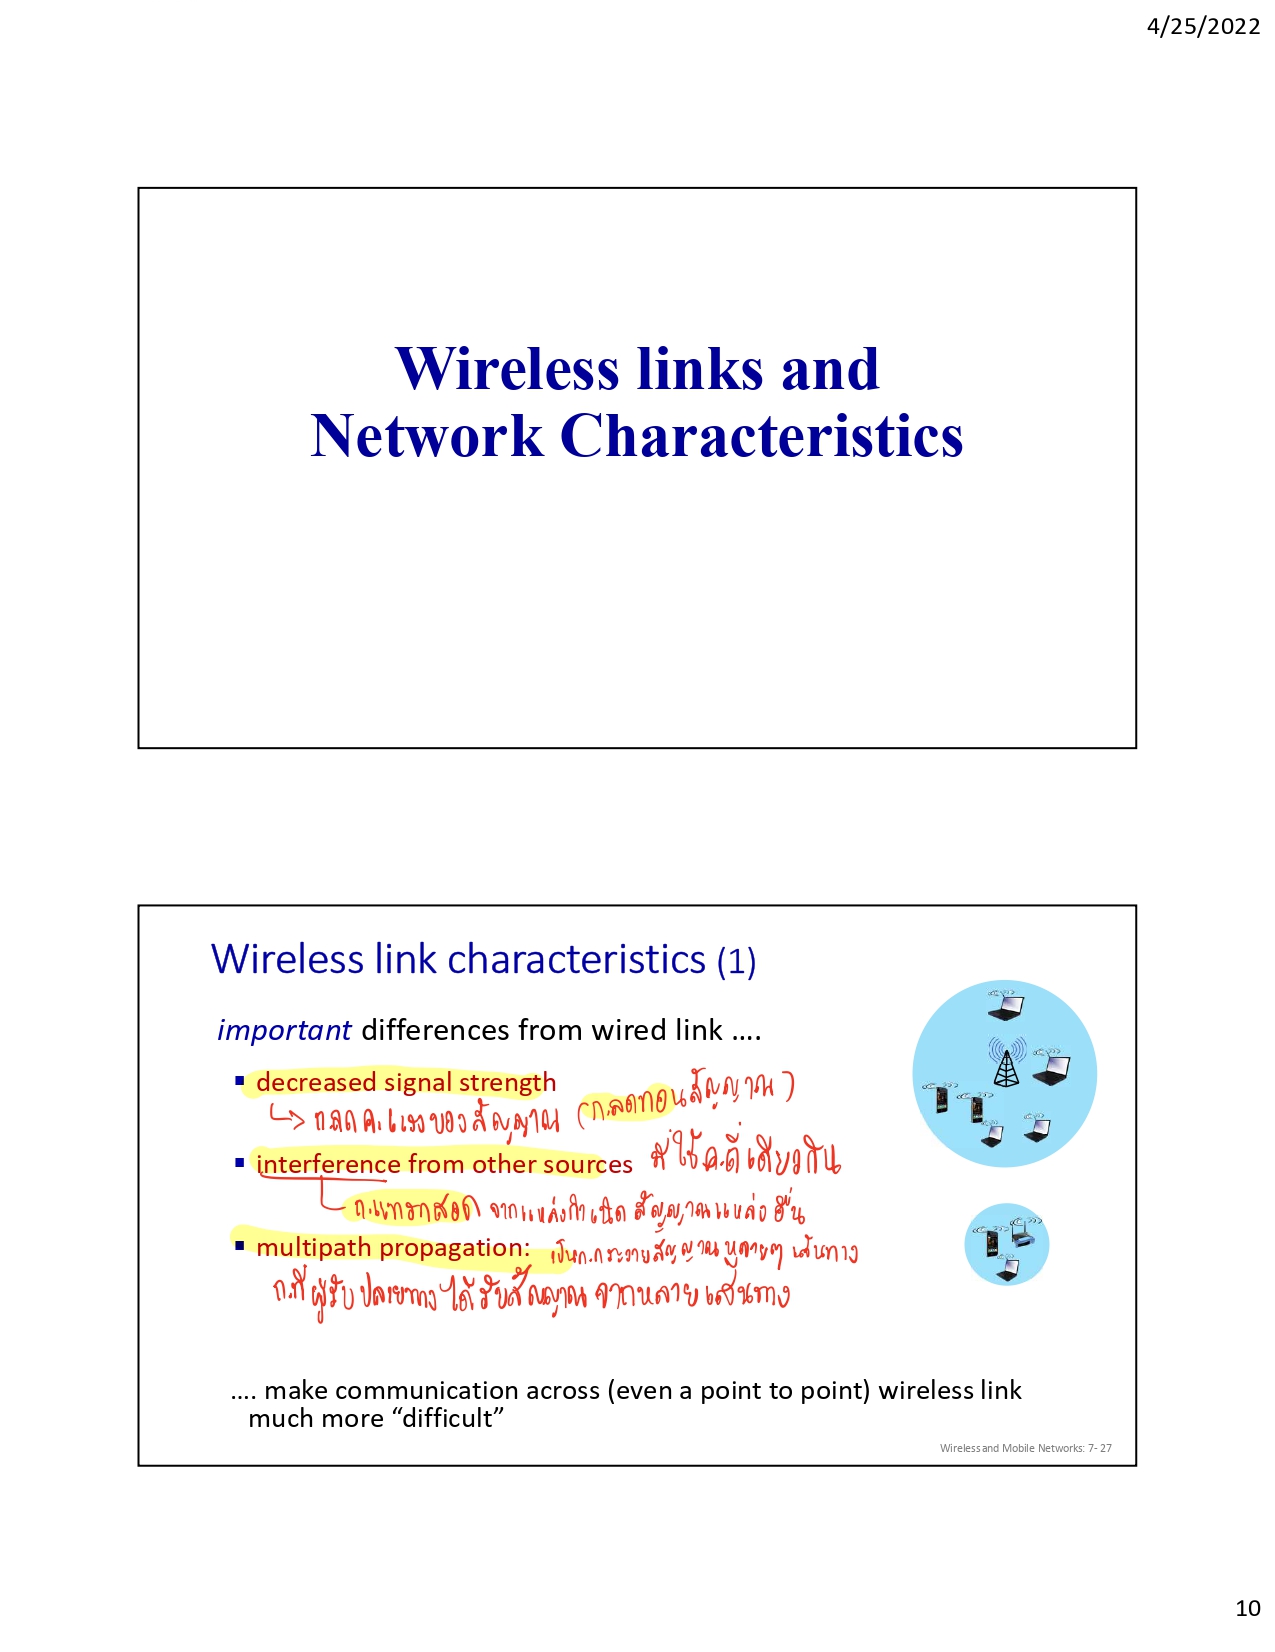 4/25/2022
Wireless links and
Network Characteristics
Wireless link characteristics (1)
important differences from wired link ….
▪ decreased signal strength
↳ ก.ลด ค.แรงของสัญญาณ (ก.ลดทอนสัญญาณ)
▪ interference from other sources ที่ใช้ ค.ถี่เดียวกัน
ก.แทรกสอด จากแหล่งกำเนิดสัญญาณแหล่งอื่น
▪ multipath propagation: เป็นก.กระจายสัญญาณหลายๆเส้นทาง
ก.ที่ผู้รับปลายทางได้รับสัญญาณจากหลายเส้นทาง
…. make communication across (even a point to point) wireless link
much more “difficult”
Wireless and Mobile Networks: 7- 27
10